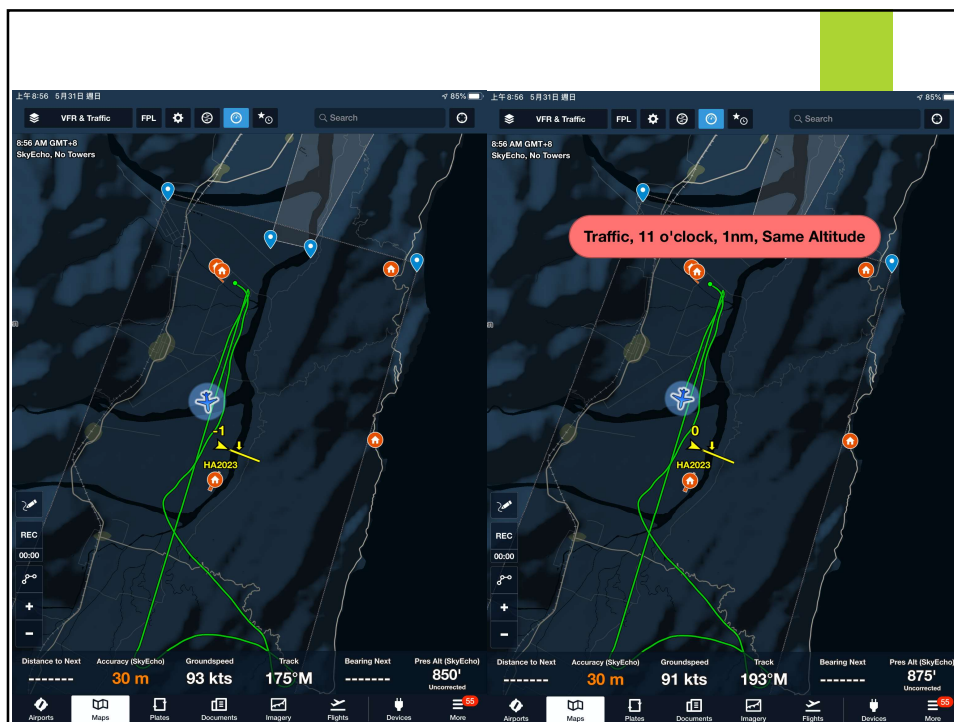 上午8:56 5月31日 週日
85%
VFR & Traffic
FPL
Search
8:56 AM GMT+8
SkyEcho, No Towers
-1
HA2023
REC
00:00
+
−
Distance to Next Accuracy (SkyEcho) Groundspeed Track Bearing Next Pres Alt (SkyEcho)
------- 30 m 93 kts 175°M ------- 850'
Uncorrected
55
Airports Maps Plates Documents Imagery Flights Devices More
上午8:56 5月31日 週日
85%
VFR & Traffic
FPL
Search
8:56 AM GMT+8
SkyEcho, No Towers
Traffic, 11 o'clock, 1nm, Same Altitude
0
HA2023
REC
00:00
+
−
Distance to Next Accuracy (SkyEcho) Groundspeed Track Bearing Next Pres Alt (SkyEcho)
------- 30 m 91 kts 193°M ------- 875'
Uncorrected
55
Airports Maps Plates Documents Imagery Flights Devices More